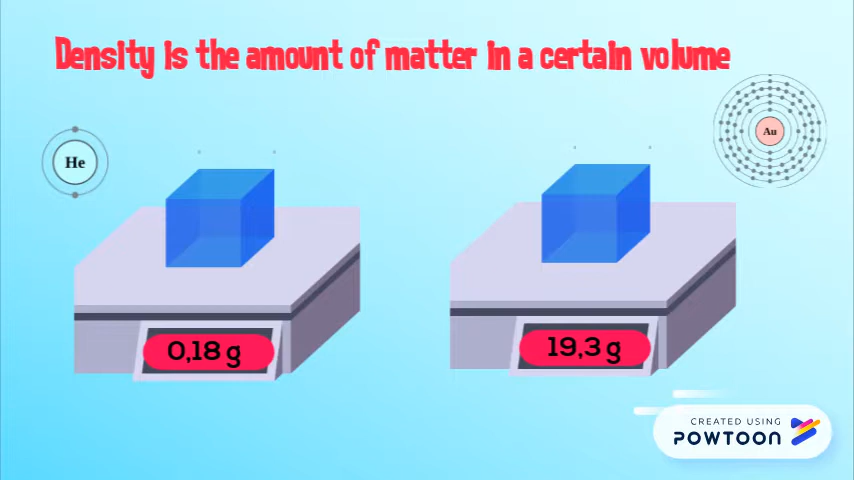 Density is the amount of matter in a certain volume
He
Au
0,18 g
19,3 g
CREATED USING
POWTOON